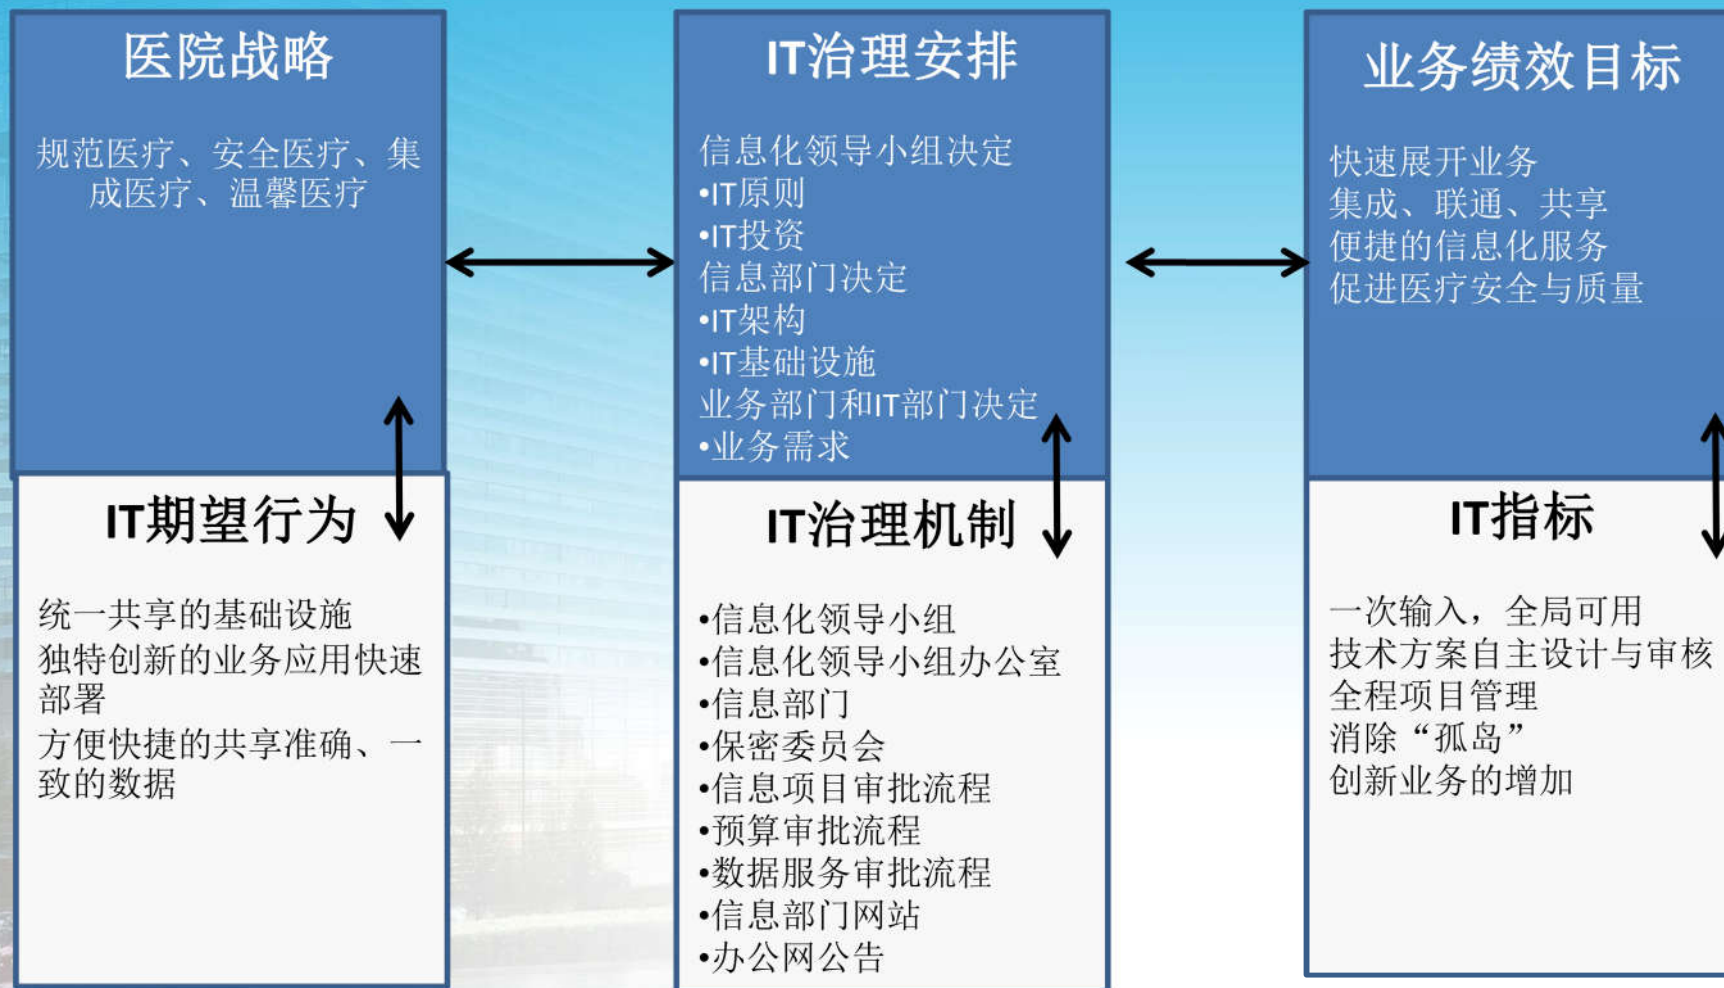 医院战略
规范医疗、安全医疗、集
成医疗、温馨医疗
IT期望行为
统一共享的基础设施
独特创新的业务应用快速
部署
方便快捷的共享准确、一
致的数据
IT治理安排
信息化领导小组决定
•IT原则
•IT投资
信息部门决定
•IT架构
•IT基础设施
业务部门和IT部门决定
•业务需求
IT治理机制
•信息化领导小组
•信息化领导小组办公室
•信息部门
•保密委员会
•信息项目审批流程
•预算审批流程
•数据服务审批流程
•信息部门网站
•办公网公告
业务绩效目标
快速展开业务
集成、联通、共享
便捷的信息化服务
促进医疗安全与质量
IT指标
一次输入，全局可用
技术方案自主设计与审核
全程项目管理
消除“孤岛”
创新业务的增加